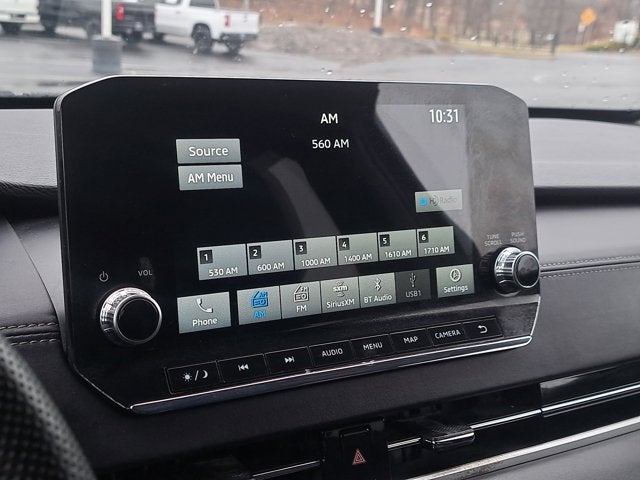 AM
10:31
560 AM
Source
AM Menu
HD Radio
1 530 AM
2 600 AM
3 1000 AM
4 1400 AM
5 1610 AM
6 1710 AM
VOL
TUNE SCROLL
PUSH SOUND
Phone
AM
FM
sxm SiriusXM
BT Audio
USB1
Settings
AUDIO
MENU
MAP
CAMERA